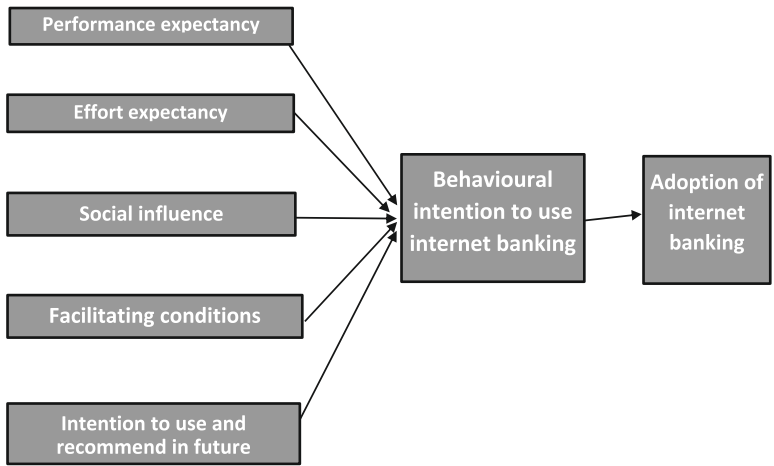 Performance expectancy
Effort expectancy
Social influence
Facilitating conditions
Intention to use and
recommend in future
Behavioural
intention to use
internet banking
Adoption of
internet
banking